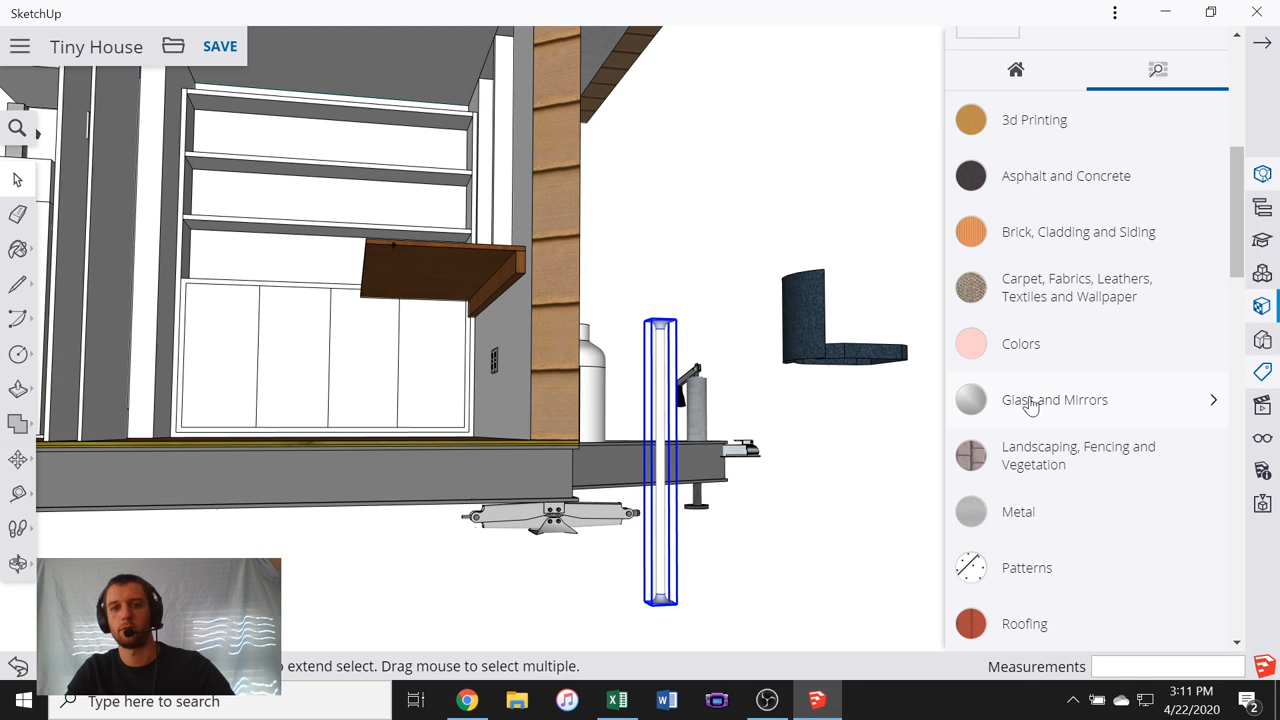 SketchUp
Tiny House
SAVE
3d Printing
Asphalt and Concrete
Brick, Cladding and Siding
Carpet, Fabrics, Leathers,
Textiles and Wallpaper
Colors
Glass and Mirrors
Landscaping, Fencing and
Vegetation
Metal
Patterns
Roofing
to extend select. Drag mouse to select multiple.
Measurements
Type here to search
3:11 PM
4/22/2020
2